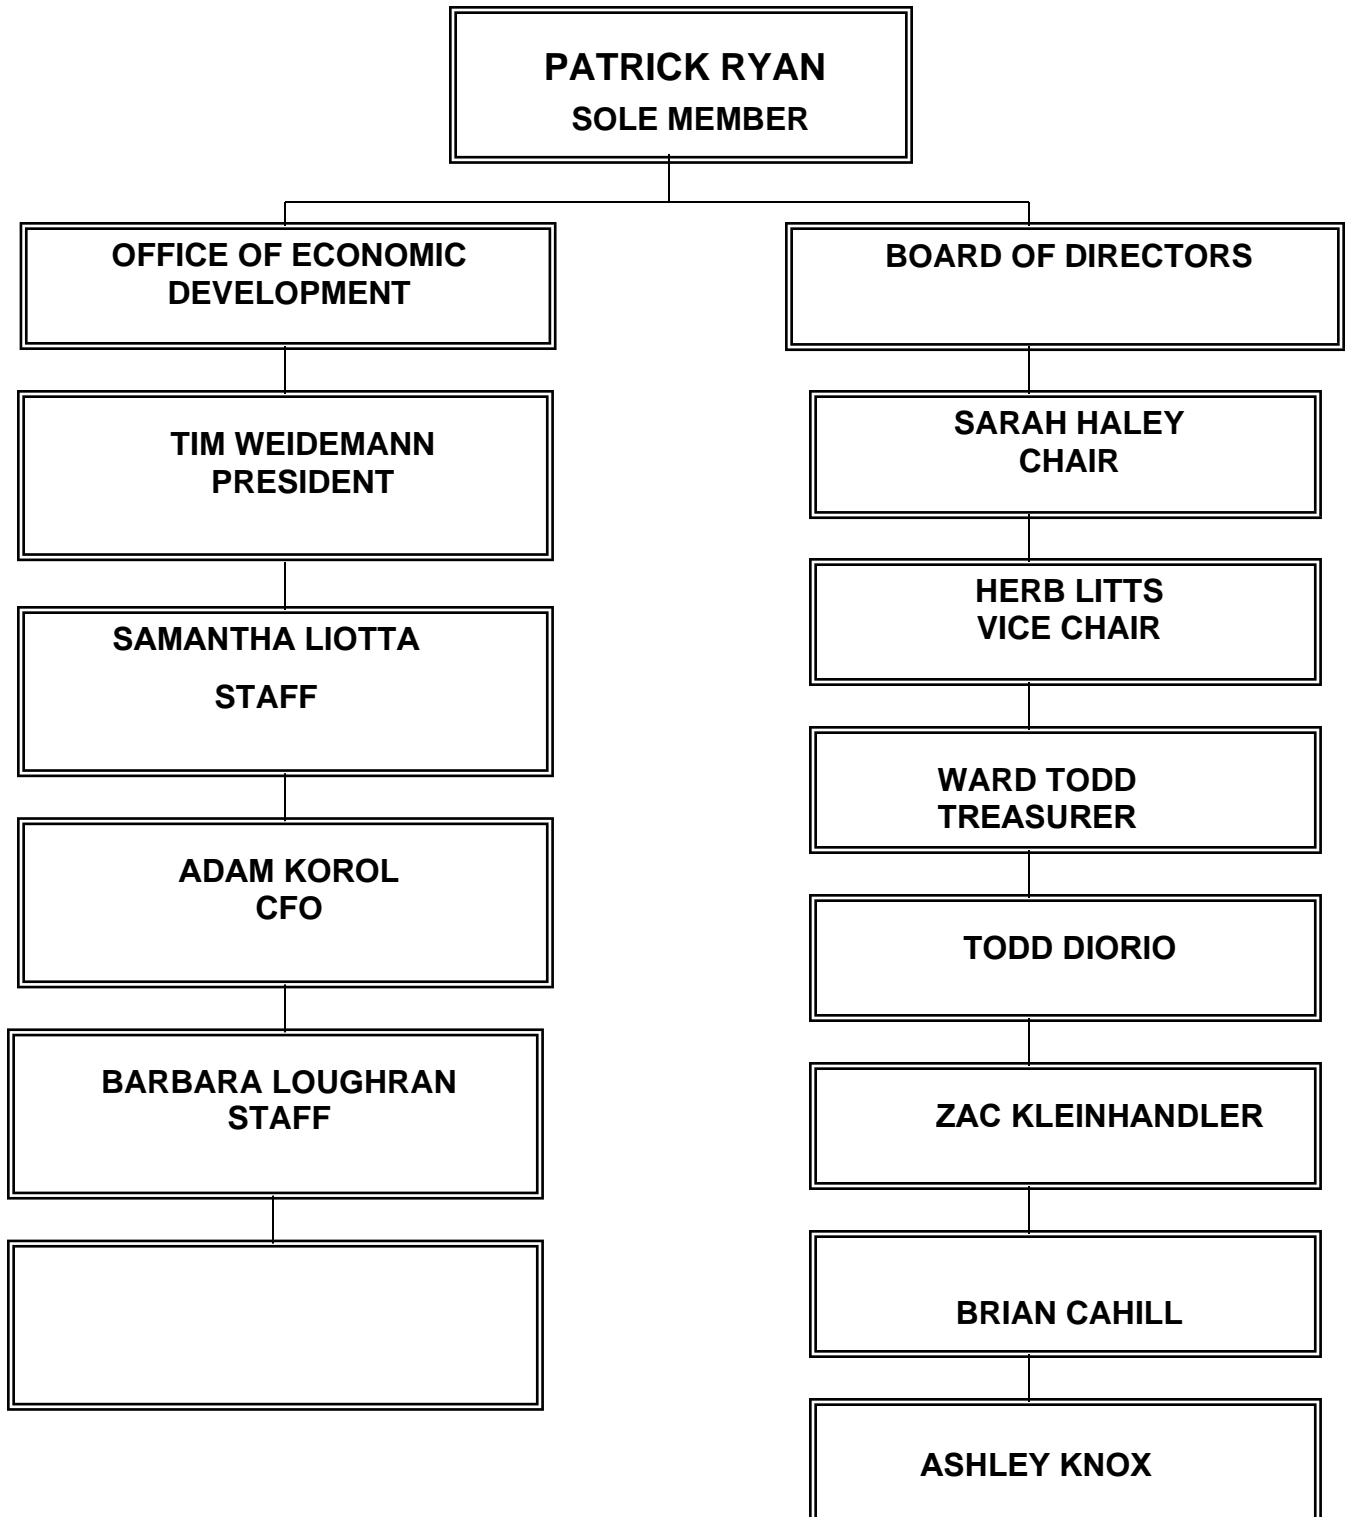 PATRICK RYAN
SOLE MEMBER
OFFICE OF ECONOMIC
DEVELOPMENT
TIM WEIDEMANN
PRESIDENT
SAMANTHA LIOTTA
STAFF
ADAM KOROL
CFO
BARBARA LOUGHRAN
STAFF
BOARD OF DIRECTORS
SARAH HALEY
CHAIR
HERB LITTS
VICE CHAIR
WARD TODD
TREASURER
TODD DIORIO
ZAC KLEINHANDLER
BRIAN CAHILL
ASHLEY KNOX